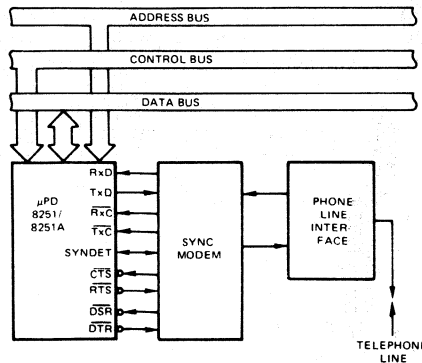 ADDRESS BUS
CONTROL BUS
DATA BUS
μPD
8251/
8251A
RxD
TxD
RxC
TxC
SYNDET
CTS
RTS
DSR
DTR
SYNC
MODEM
PHONE
LINE
INTER-
FACE
TELEPHONE
LINE